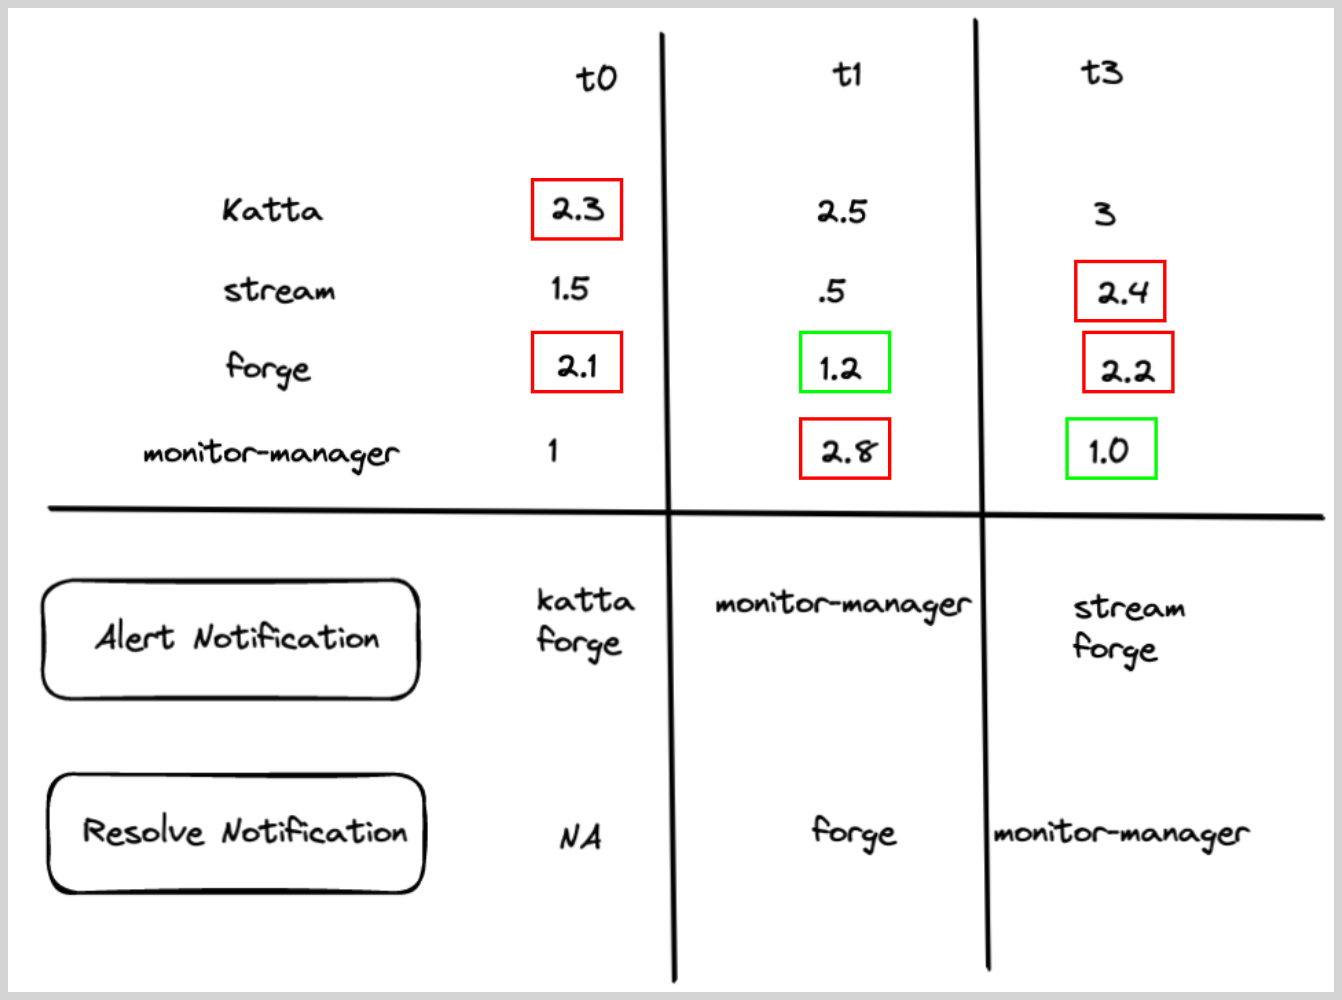 t0 t1 t3
Katta 2.3 2.5 3
stream 1.5 .5 2.4
forge 2.1 1.2 2.2
monitor-manager 1 2.8 1.0
Alert Notification
katta
forge
monitor-manager
stream
forge
Resolve Notification NA forge monitor-manager